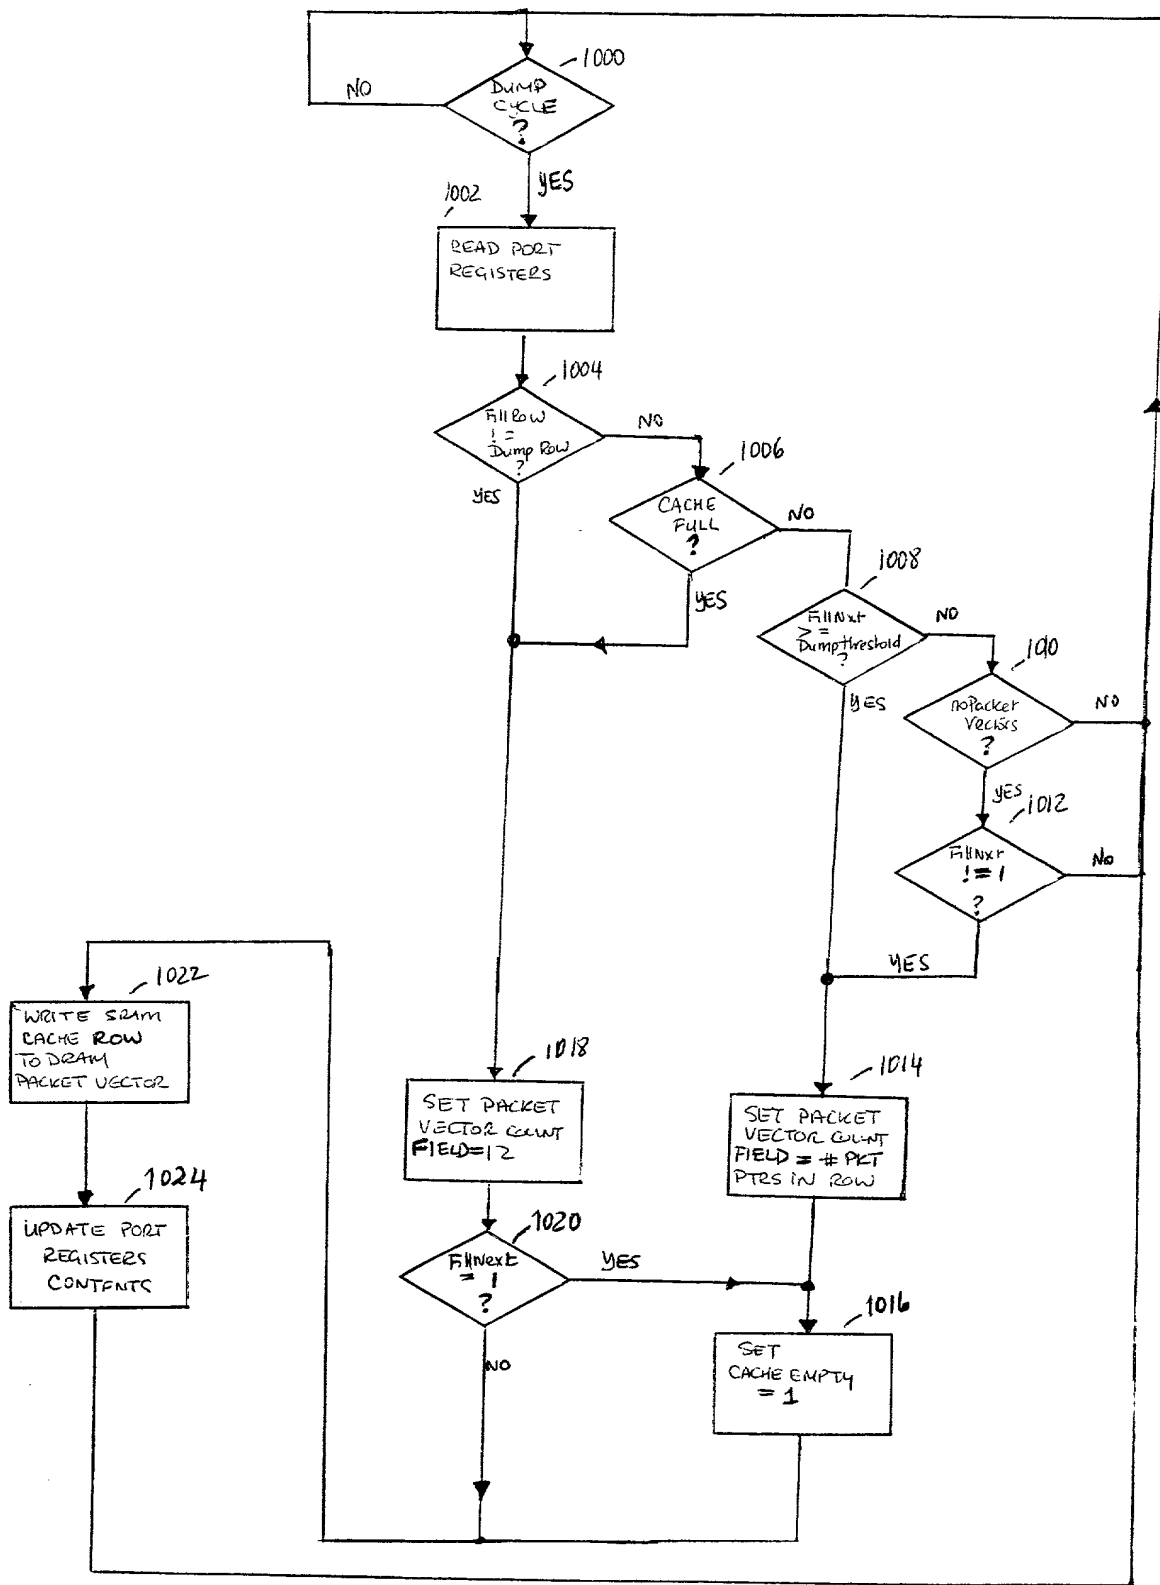 1000
DUMP
CYCLE
?
NO
YES
1002
READ PORT
REGISTERS
1004
FillRow
! =
Dump Row
?
NO
YES
1006
CACHE
FULL
?
NO
YES
1008
FillNxt
> =
Dumpthreshold
?
NO
YES
1010
noPacket
Vectors
?
NO
YES
1012
FillNxt
! = 1
?
No
YES
1022
WRITE SRAM
CACHE ROW
TO DRAM
PACKET VECTOR
1018
SET PACKET
VECTOR COUNT
FIELD=12
1014
SET PACKET
VECTOR COUNT
FIELD = # PKT
PTRS IN ROW
1024
UPDATE PORT
REGISTERS
CONTENTS
1020
FillNext
= 1
?
YES
NO
1016
SET
CACHE EMPTY
= 1